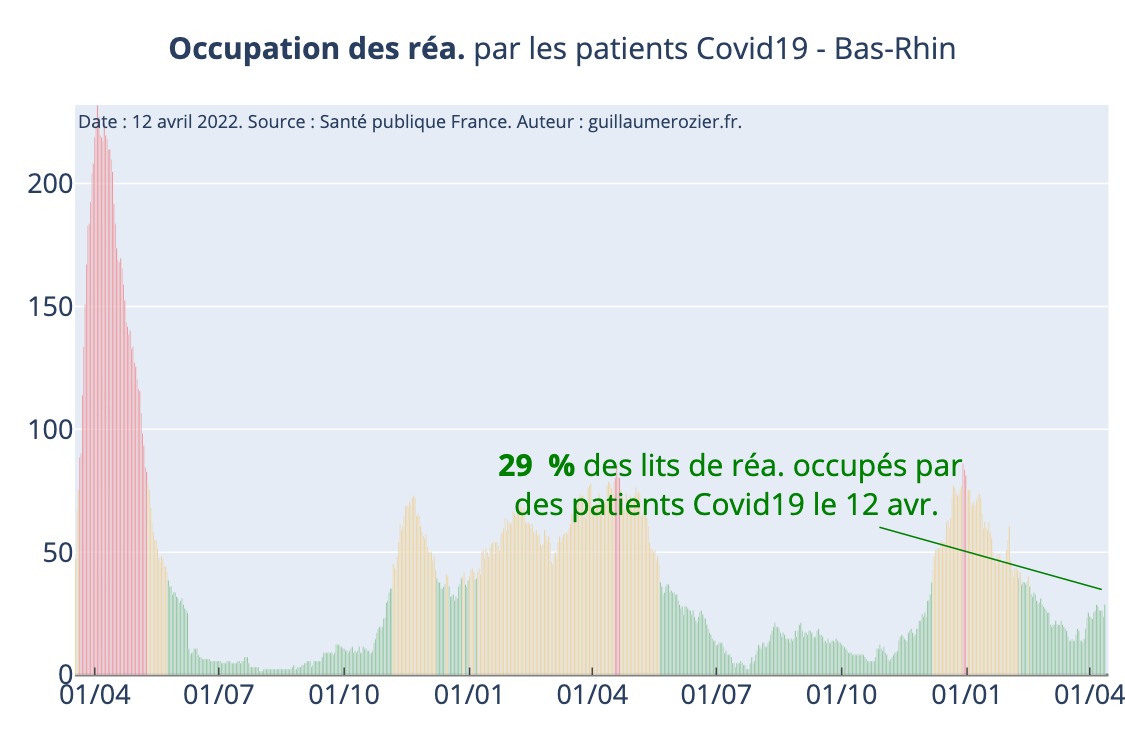 Occupation des réa. par les patients Covid19 - Bas-Rhin
Date : 12 avril 2022. Source : Santé publique France. Auteur : guillaumerozier.fr.
200
150
100
50
0
29 % des lits de réa. occupés par
des patients Covid19 le 12 avr.
01/04 01/07 01/10 01/01 01/04 01/07 01/10 01/01 01/04